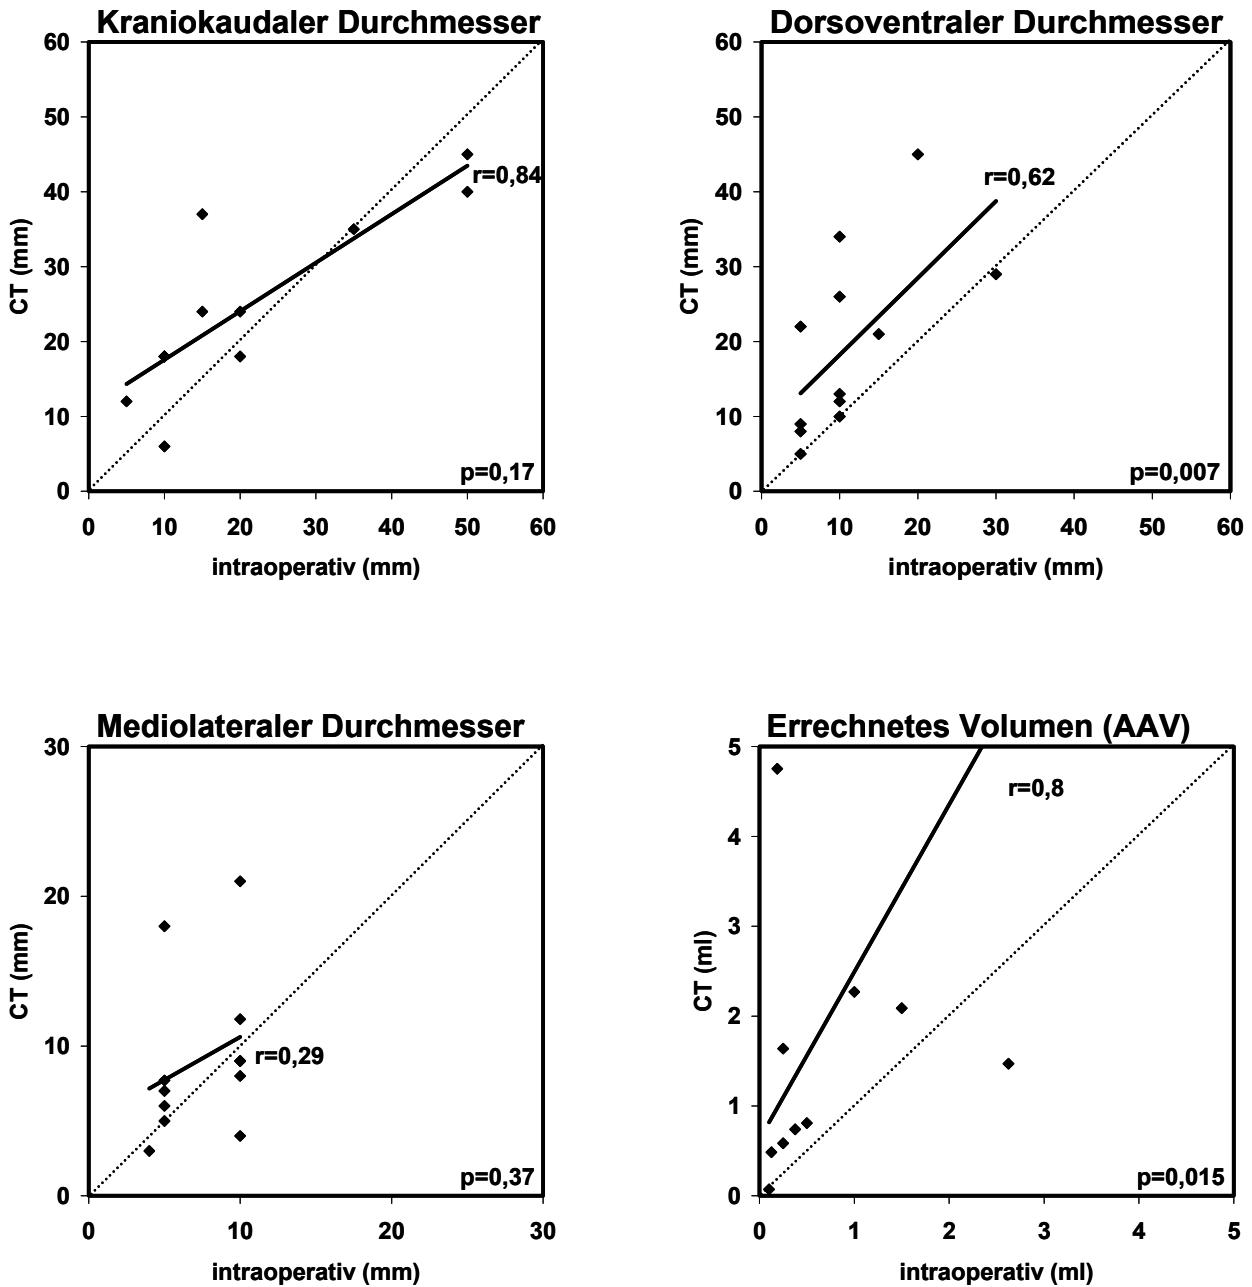 Kraniokaudaler Durchmesser
60
50
40
30
20
10
0
CT (mm)
r=0,84
p=0,17
0 10 20 30 40 50 60
intraoperativ (mm)
Dorsoventraler Durchmesser
60
50
40
30
20
10
0
CT (mm)
r=0,62
p=0,007
0 10 20 30 40 50 60
intraoperativ (mm)
Mediolateraler Durchmesser
30
20
10
0
CT (mm)
r=0,29
p=0,37
0 10 20 30
intraoperativ (mm)
Errechnetes Volumen (AAV)
5
4
3
2
1
0
CT (ml)
r=0,8
p=0,015
0 1 2 3 4 5
intraoperativ (ml)